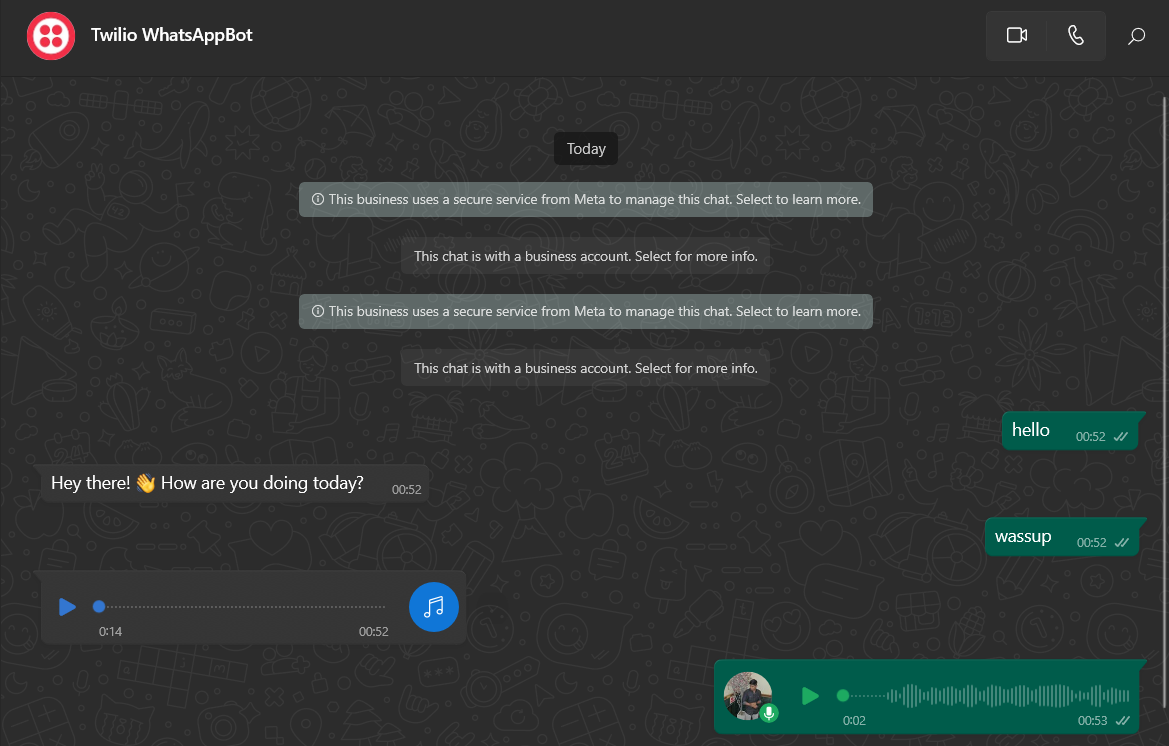 Twilio WhatsAppBot
Today
This business uses a secure service from Meta to manage this chat. Select to learn more.
This chat is with a business account. Select for more info.
This business uses a secure service from Meta to manage this chat. Select to learn more.
This chat is with a business account. Select for more info.
hello 00:52
Hey there! 👋 How are you doing today? 00:52
wassup 00:52
0:14 00:52
0:02 00:53